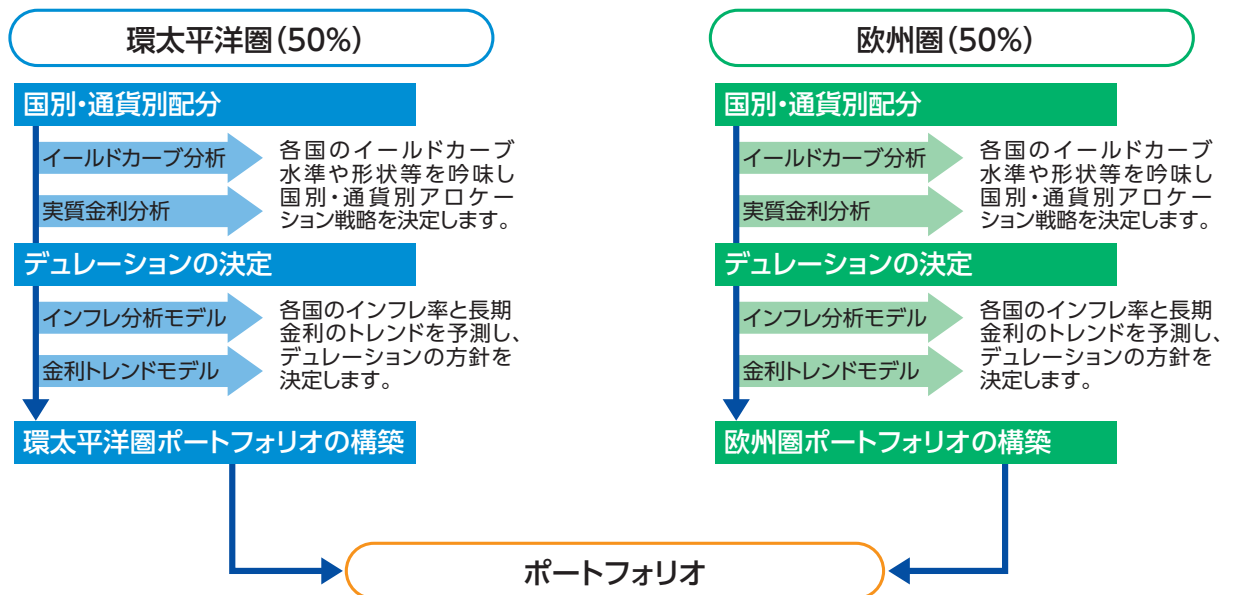 環太平洋圏(50%)
国別・通貨別配分
イールドカーブ分析
実質金利分析
各国のイールドカーブ
水準や形状等を吟味し
国別・通貨別アロケー
ション戦略を決定します。
デュレーションの決定
インフレ分析モデル
金利トレンドモデル
各国のインフレ率と長期
金利のトレンドを予測し、
デュレーションの方針を
決定します。
環太平洋圏ポートフォリオの構築
欧州圏(50%)
国別・通貨別配分
イールドカーブ分析
実質金利分析
各国のイールドカーブ
水準や形状等を吟味し
国別・通貨別アロケー
ション戦略を決定します。
デュレーションの決定
インフレ分析モデル
金利トレンドモデル
各国のインフレ率と長期
金利のトレンドを予測し、
デュレーションの方針を
決定します。
欧州圏ポートフォリオの構築
ポートフォリオ